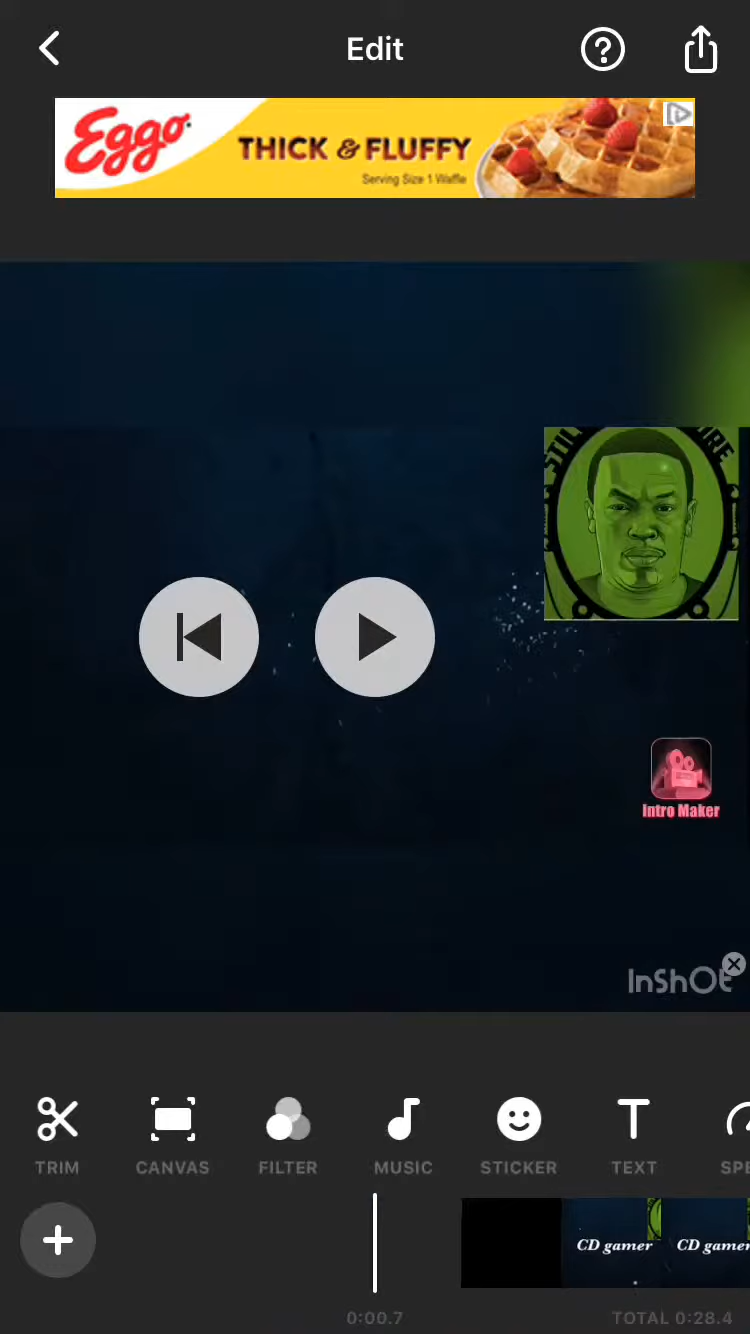 Edit
Eggo
THICK & FLUFFY
Serving Size 1 Waffle
Intro Maker
InShOt
TRIM
CANVAS
FILTER
MUSIC
STICKER
TEXT
SPE
CD gamer
CD gamer
0:00.7
TOTAL 0:28.4